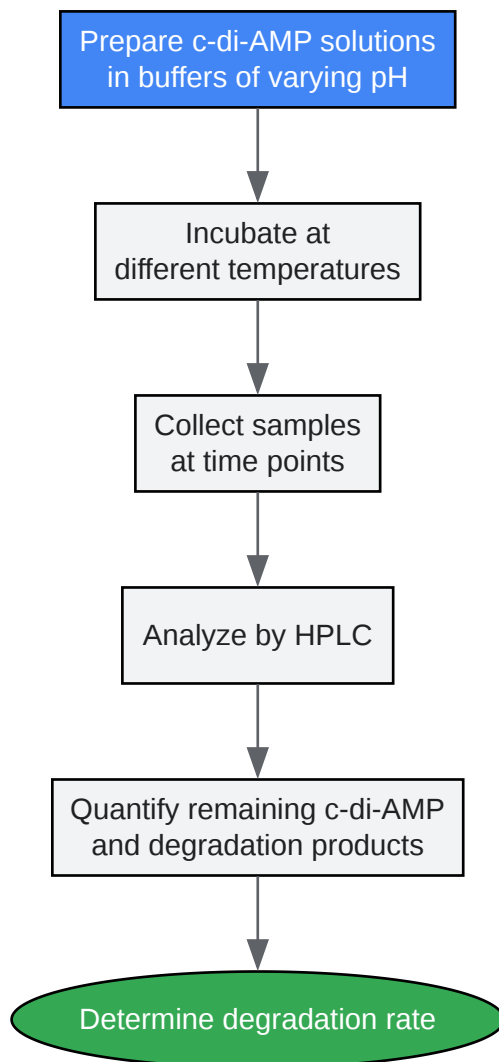 Prepare c-di-AMP solutions
in buffers of varying pH
Incubate at
different temperatures
Collect samples
at time points
Analyze by HPLC
Quantify remaining c-di-AMP
and degradation products
Determine degradation rate